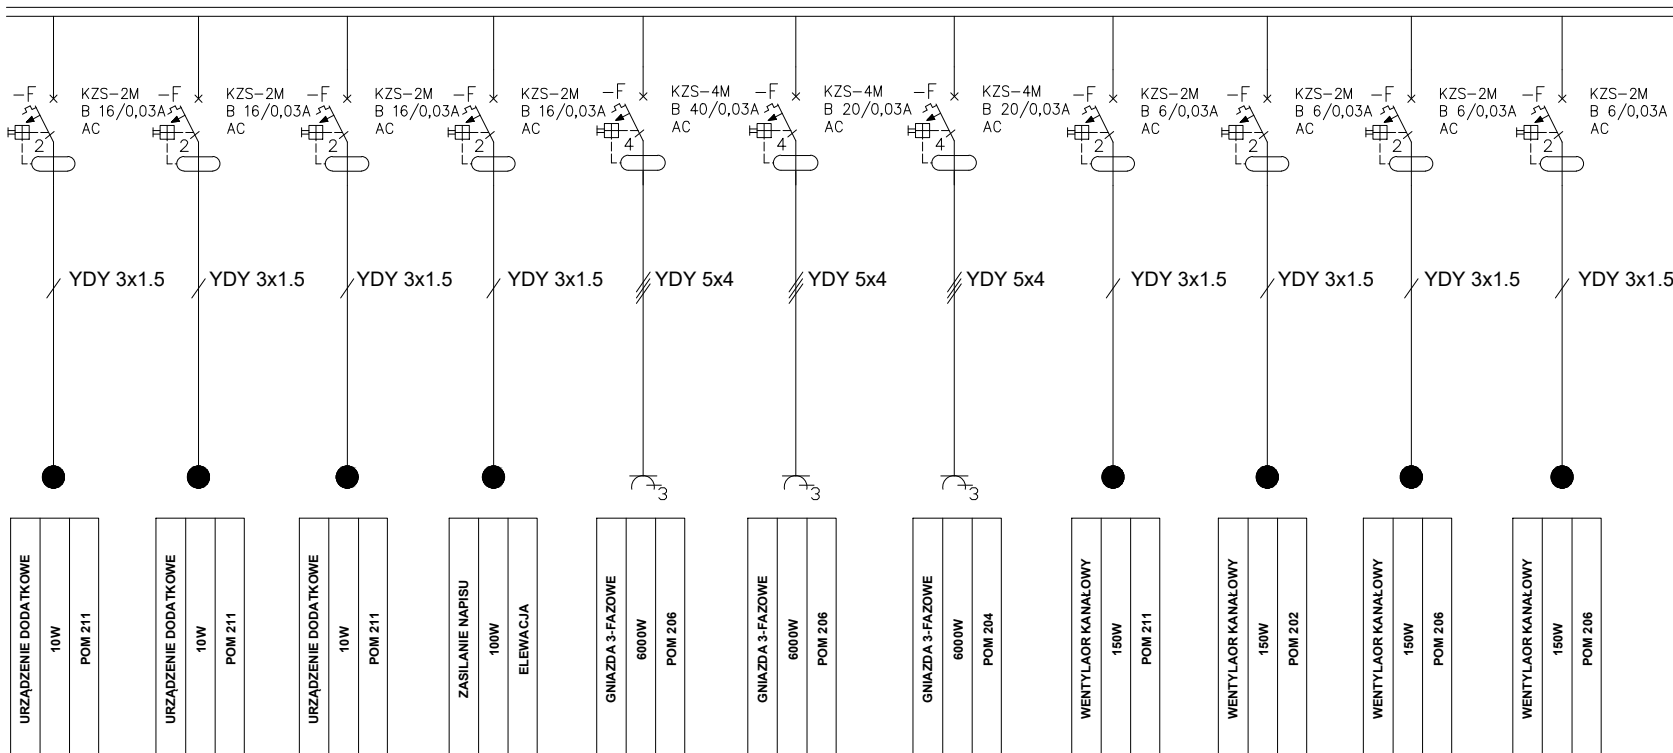 -F
KZS-2M
B 16/0,03A
AC
2
-F
KZS-2M
B 16/0,03A
AC
2
-F
KZS-2M
B 16/0,03A
AC
2
-F
KZS-2M
B 16/0,03A
AC
2
-F
KZS-4M
B 40/0,03A
AC
4
-F
KZS-4M
B 20/0,03A
AC
4
-F
KZS-4M
B 20/0,03A
AC
4
-F
KZS-2M
B 6/0,03A
AC
2
-F
KZS-2M
B 6/0,03A
AC
2
-F
KZS-2M
B 6/0,03A
AC
2
-F
KZS-2M
B 6/0,03A
AC
2
YDY 3x1.5
YDY 3x1.5
YDY 3x1.5
YDY 3x1.5
YDY 5x4
YDY 5x4
YDY 5x4
YDY 3x1.5
YDY 3x1.5
YDY 3x1.5
YDY 3x1.5
3
3
3
URZĄDZENIE DODATKOWE
10W
POM 211
URZĄDZENIE DODATKOWE
10W
POM 211
URZĄDZENIE DODATKOWE
10W
POM 211
ZASILANIE NAPISU
100W
ELEWACJA
GNIAZDA 3-FAZOWE
6000W
POM 206
GNIAZDA 3-FAZOWE
6000W
POM 206
GNIAZDA 3-FAZOWE
6000W
POM 204
WENTYLAOR KANAŁOWY
150W
POM 211
WENTYLAOR KANAŁOWY
150W
POM 202
WENTYLAOR KANAŁOWY
150W
POM 206
WENTYLAOR KANAŁOWY
150W
POM 206